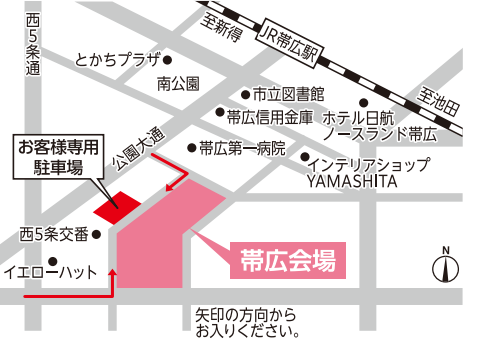 西5条通
至新得
JR帯広駅
至池田
とかちプラザ
南公園
市立図書館
帯広信用金庫
ホテル日航
ノースランド帯広
公園大通
帯広第一病院
インテリアショップ
YAMASHITA
お客様専用
駐車場
西5条交番
イエローハット
帯広会場
N
矢印の方向から
お入りください。